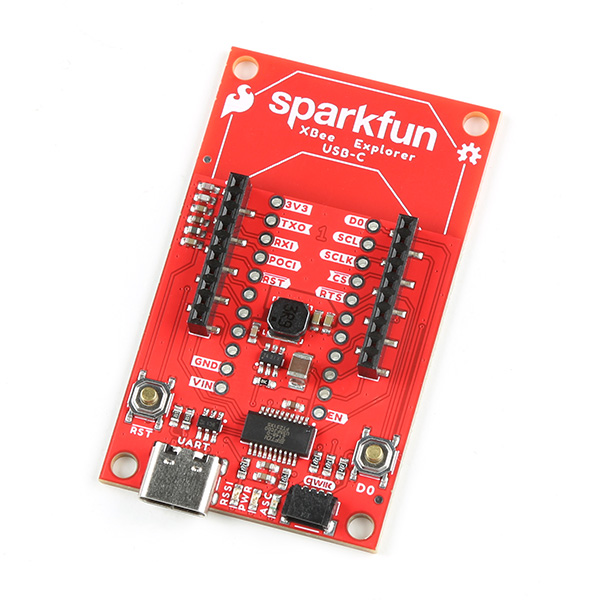 sparkfun
XBee Explorer
USB-C
3V3
TXO
RXI
POCI
RST
GND
VIN
1
D0
SCL
SCLK
CS
RTS
EN
RST
UART
RSSI
PWR
ASC
qwiic
D0